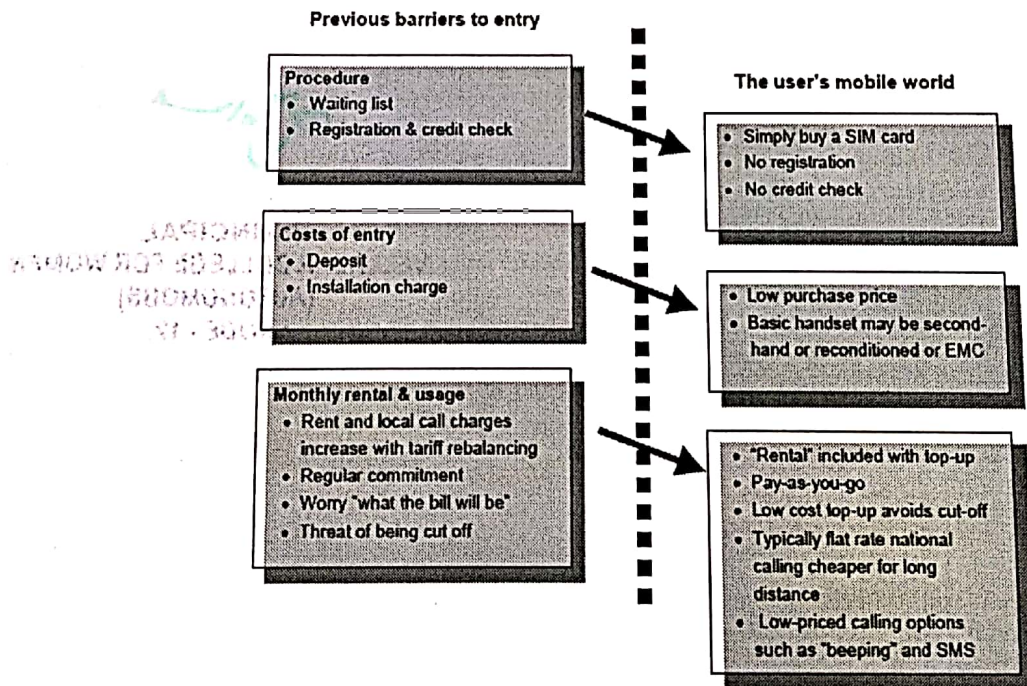 Previous barriers to entry
Procedure
• Waiting list
• Registration & credit check
Costs of entry
• Deposit
• Installation charge
Monthly rental & usage
• Rent and local call charges
increase with tariff rebalancing
• Regular commitment
• Worry "what the bill will be"
• Threat of being cut off
The user's mobile world
• Simply buy a SIM card
• No registration
• No credit check
• Low purchase price
• Basic handset may be second-
hand or reconditioned or EMC
• "Rental" included with top-up
• Pay-as-you-go
• Low cost top-up avoids cut-off
• Typically flat rate national
calling cheaper for long
distance
• Low-priced calling options
such as "beeping" and SMS